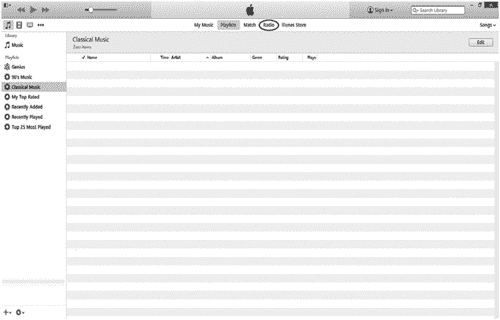 Sign In
Search Library
My Music Playlists Match Radio iTunes Store
Songs
Library
Music
Playlists
Genius
90's Music
Classical Music
My Top Rated
Recently Added
Recently Played
Top 25 Most Played
Classical Music
Zero items
Edit
✓ Name Time Artist Album Genre Rating Plays